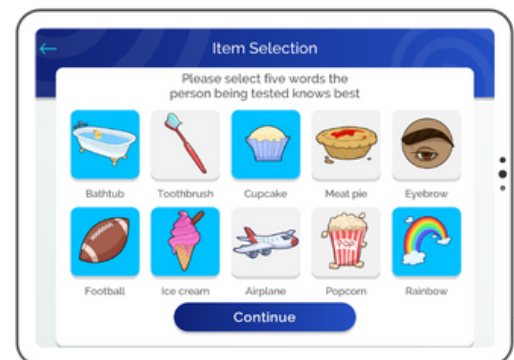 Item Selection
Please select five words the
person being tested knows best
Bathtub Toothbrush Cupcake Meat pie Eyebrow
POP
Football Ice cream Airplane Popcorn Rainbow
Continue